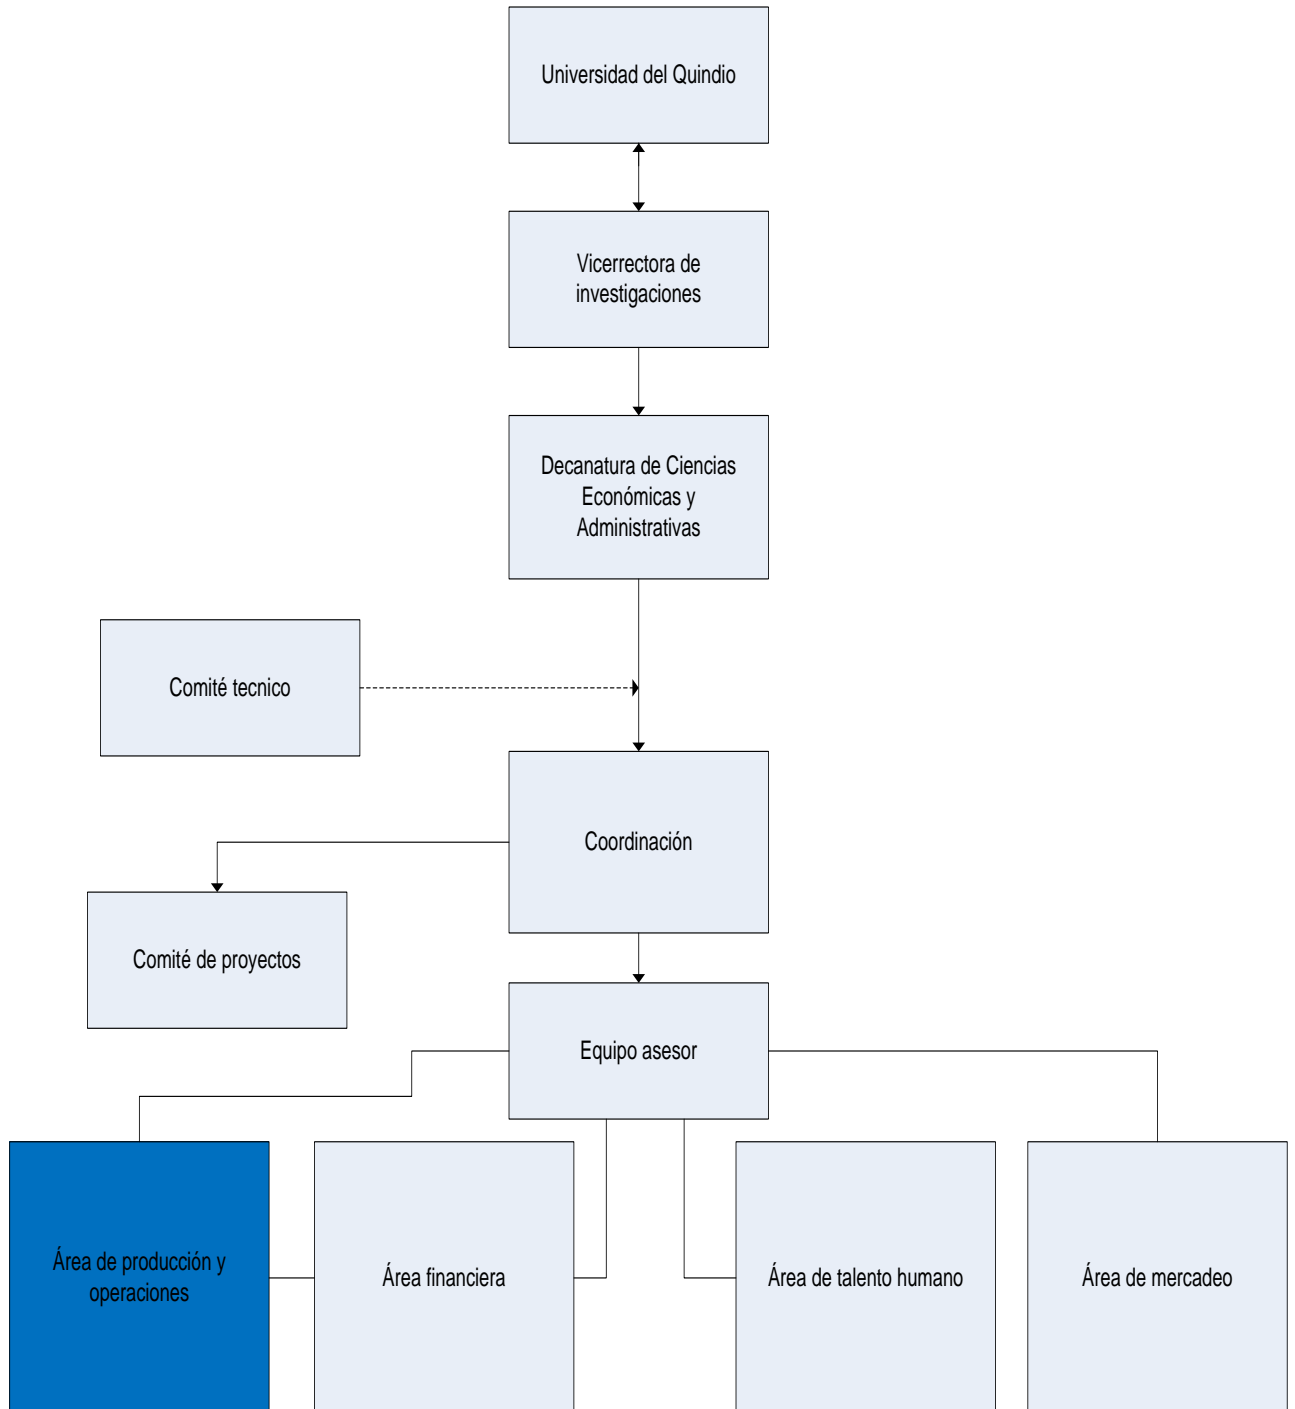 Universidad del Quindio
Vicerrectora de
investigaciones
Decanatura de Ciencias
Económicas y
Administrativas
Comité tecnico
Coordinación
Comité de proyectos
Equipo asesor
Área de producción y
operaciones
Área financiera
Área de talento humano
Área de mercadeo